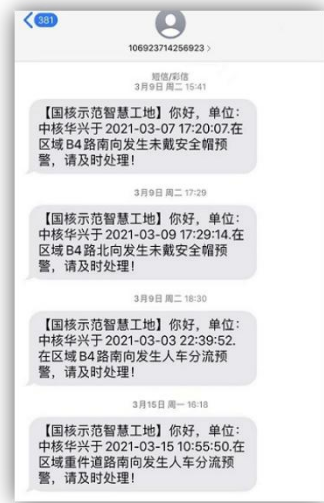 381
106923714256923 >
短信/彩信
3月9日 周二 15:41
【国核示范智慧工地】你好，单位：
中核华兴于 2021-03-07 17:20:07.在
区域 B4 路南向发生未戴安全帽预
警，请及时处理！
3月9日 周二 17:29
【国核示范智慧工地】你好，单位：
中核华兴于 2021-03-09 17:29:14.在
区域 B4 路北向发生未戴安全帽预
警，请及时处理！
3月9日 周二 18:30
【国核示范智慧工地】你好，单位：
中核华兴于 2021-03-03 22:39:52.
在区域 B4 路南向发生人车分流预
警，请及时处理！
3月15日 周一 16:18
【国核示范智慧工地】你好，单位：
中核华兴于 2021-03-15 10:55:50.在
区域重件道路南向发生人车分流预
警，请及时处理！